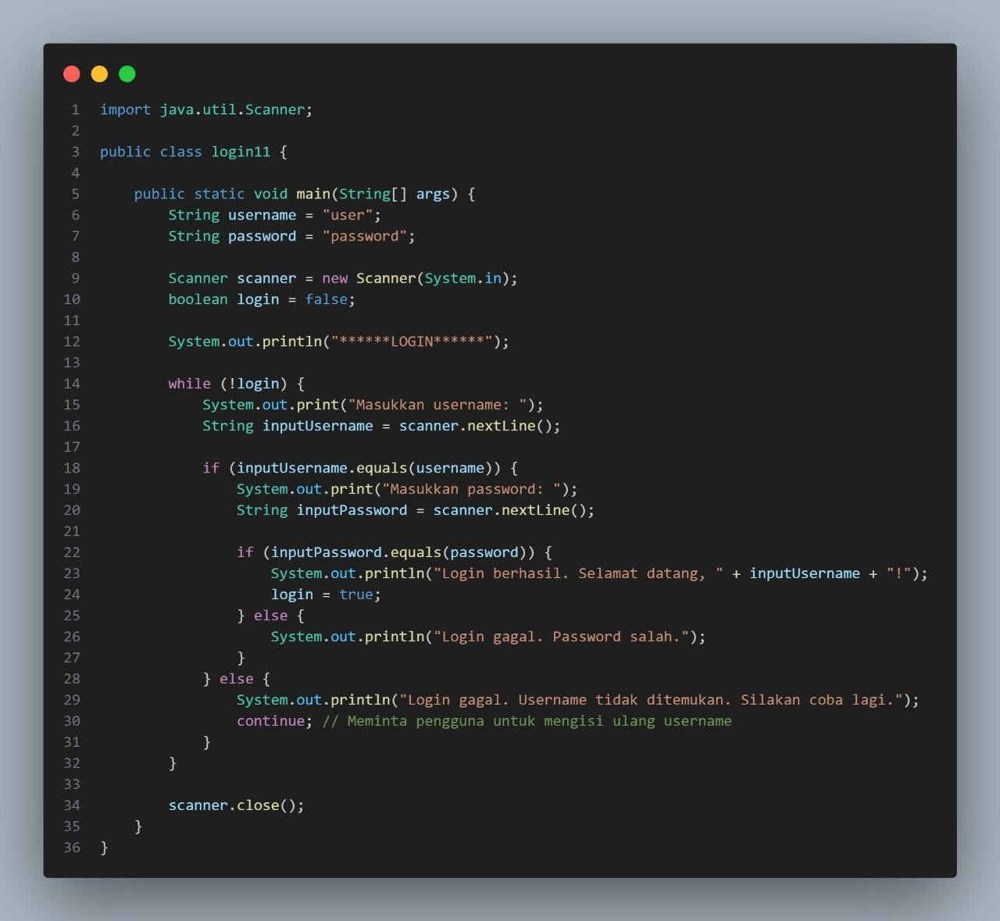 1 import java.util.Scanner;
2
3 public class login11 {
4
5     public static void main(String[] args) {
6         String username = "user";
7         String password = "password";
8
9         Scanner scanner = new Scanner(System.in);
10         boolean login = false;
11
12         System.out.println("******LOGIN******");
13
14         while (!login) {
15             System.out.print("Masukkan username: ");
16             String inputUsername = scanner.nextLine();
17
18             if (inputUsername.equals(username)) {
19                 System.out.print("Masukkan password: ");
20                 String inputPassword = scanner.nextLine();
21
22                 if (inputPassword.equals(password)) {
23                     System.out.println("Login berhasil. Selamat datang, " + inputUsername + "!");
24                     login = true;
25                 } else {
26                     System.out.println("Login gagal. Password salah.");
27                 }
28             } else {
29                 System.out.println("Login gagal. Username tidak ditemukan. Silakan coba lagi.");
30                 continue; // Meminta pengguna untuk mengisi ulang username
31             }
32         }
33
34         scanner.close();
35     }
36 }